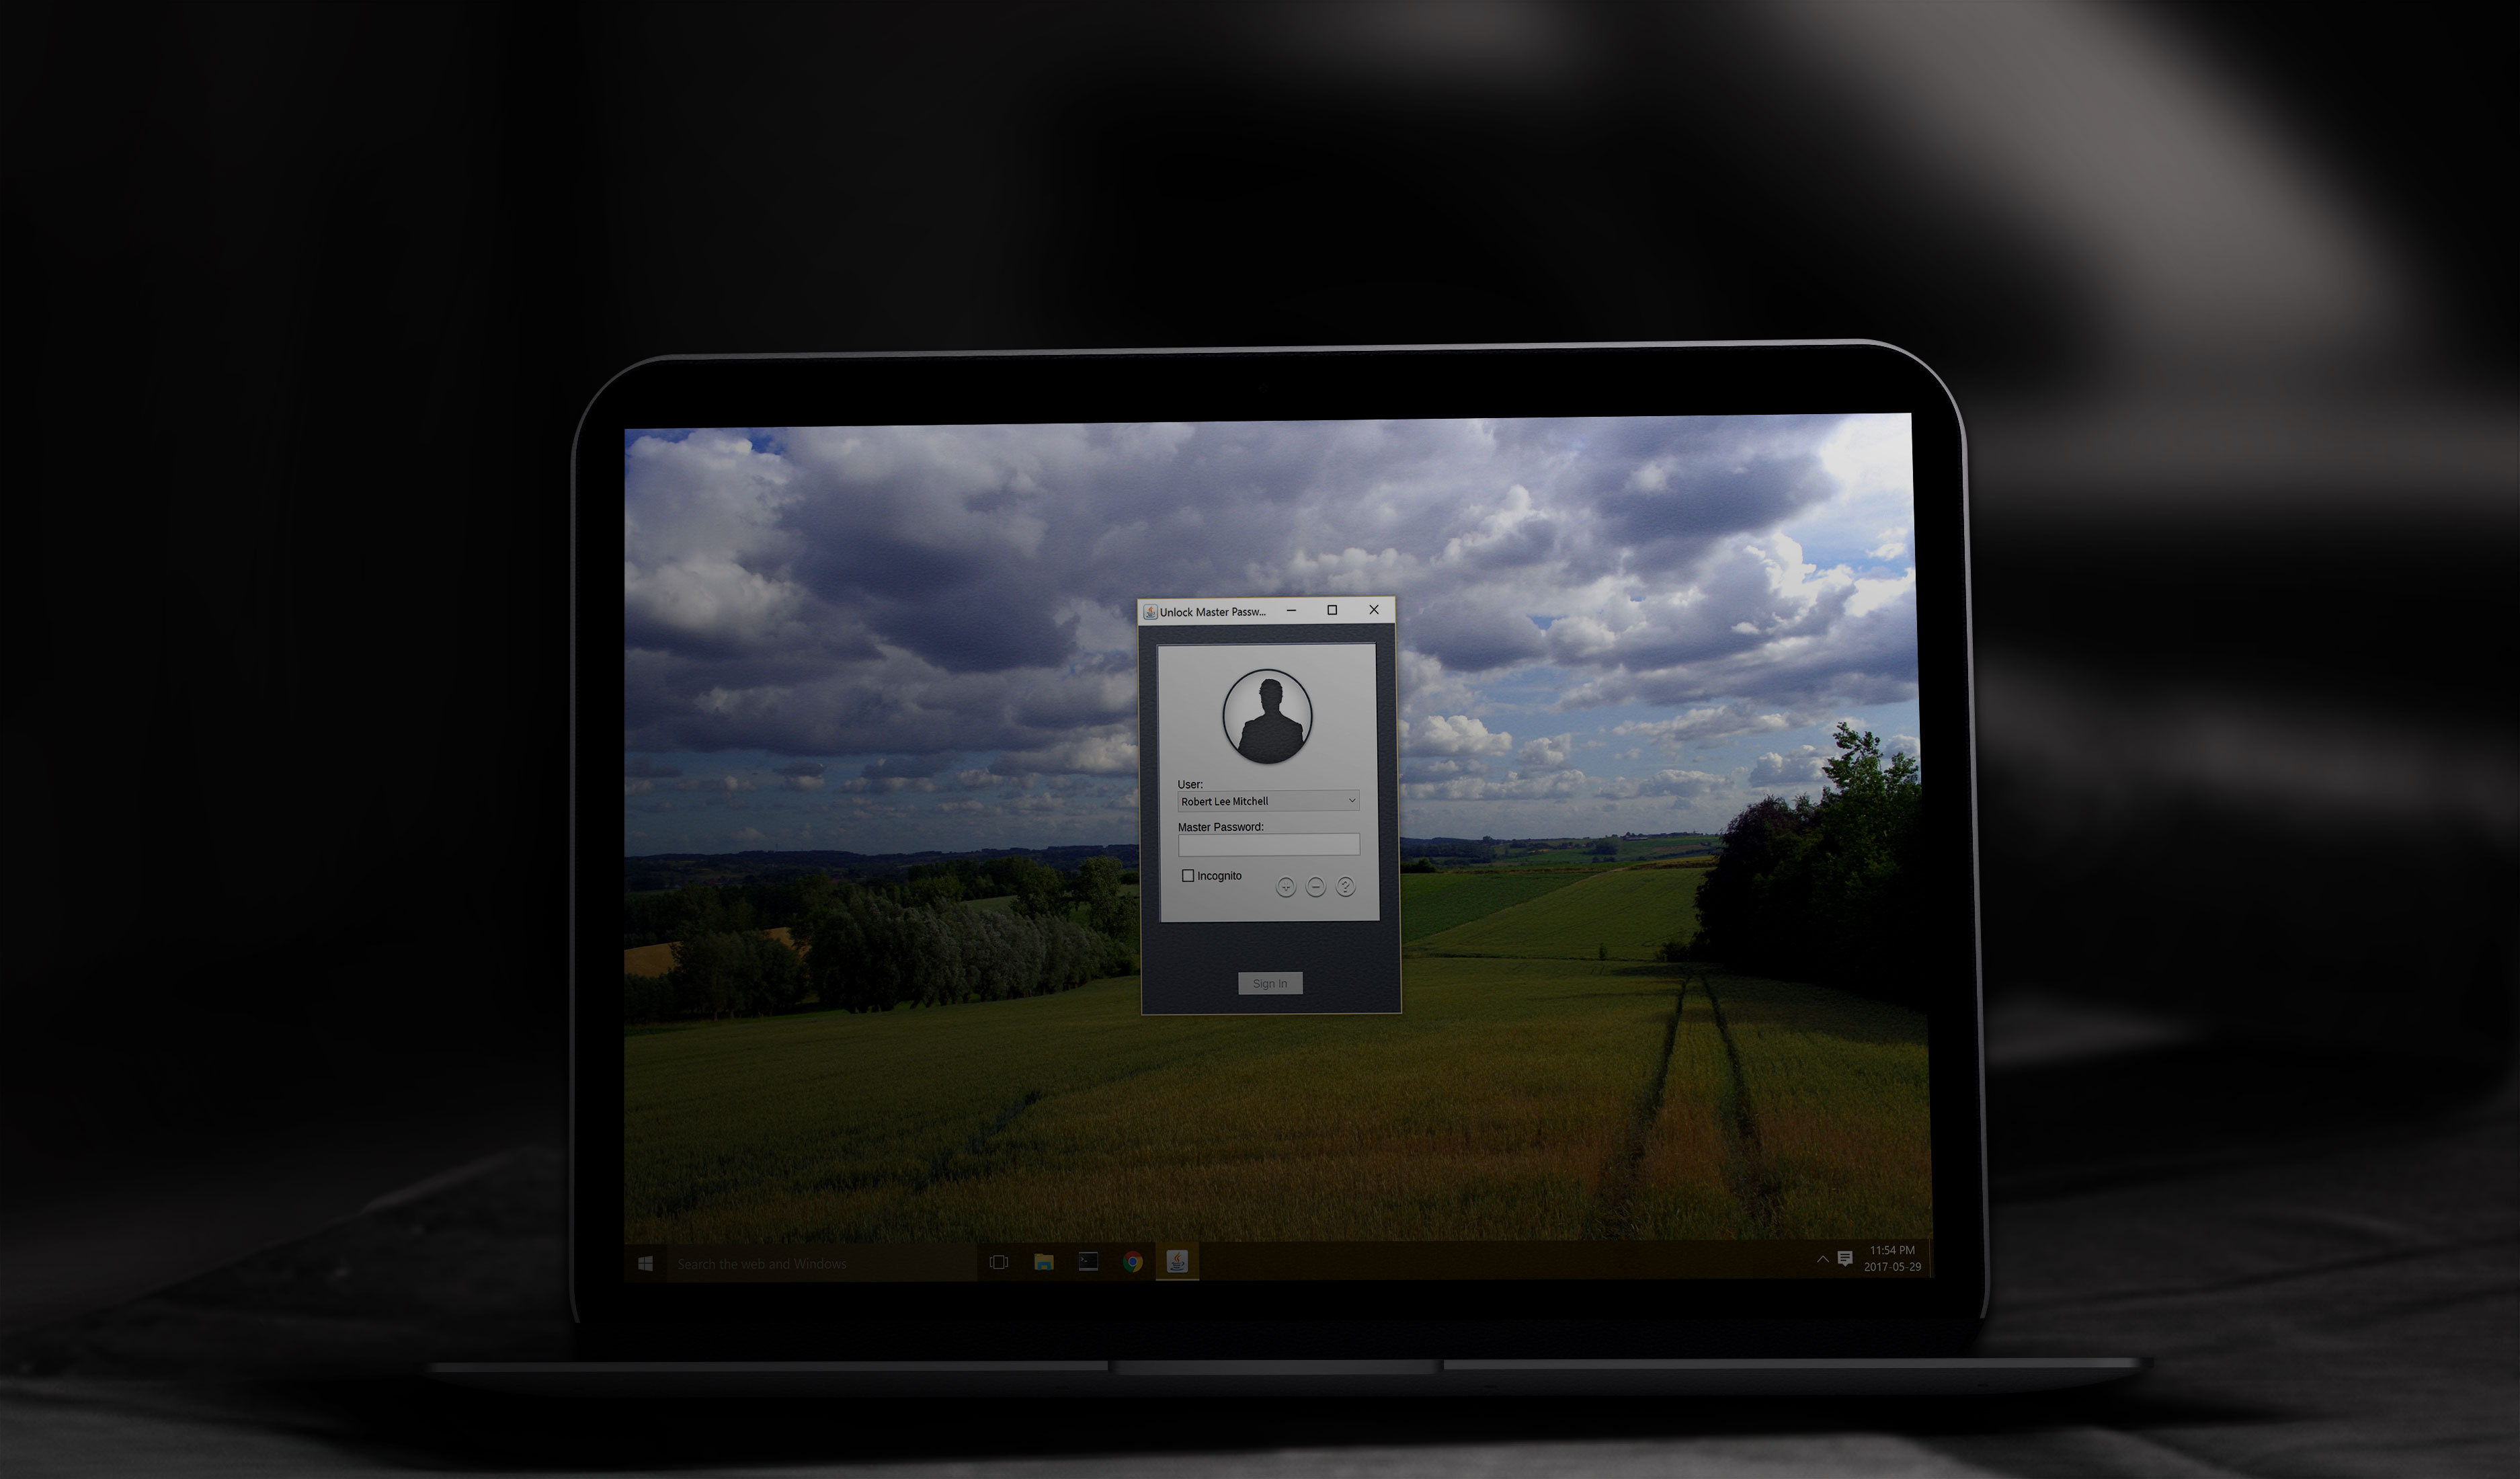 Unlock Master Passw...
User:
Robert Lee Mitchell
Master Password:
Incognito
Sign In
Search the web and Windows
11:54 PM
2017-05-29